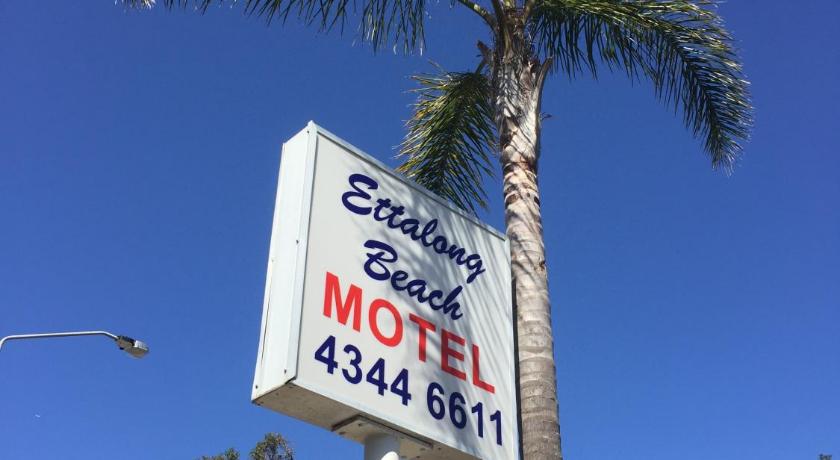 Ettalong
Beach
MOTEL
4344 6611